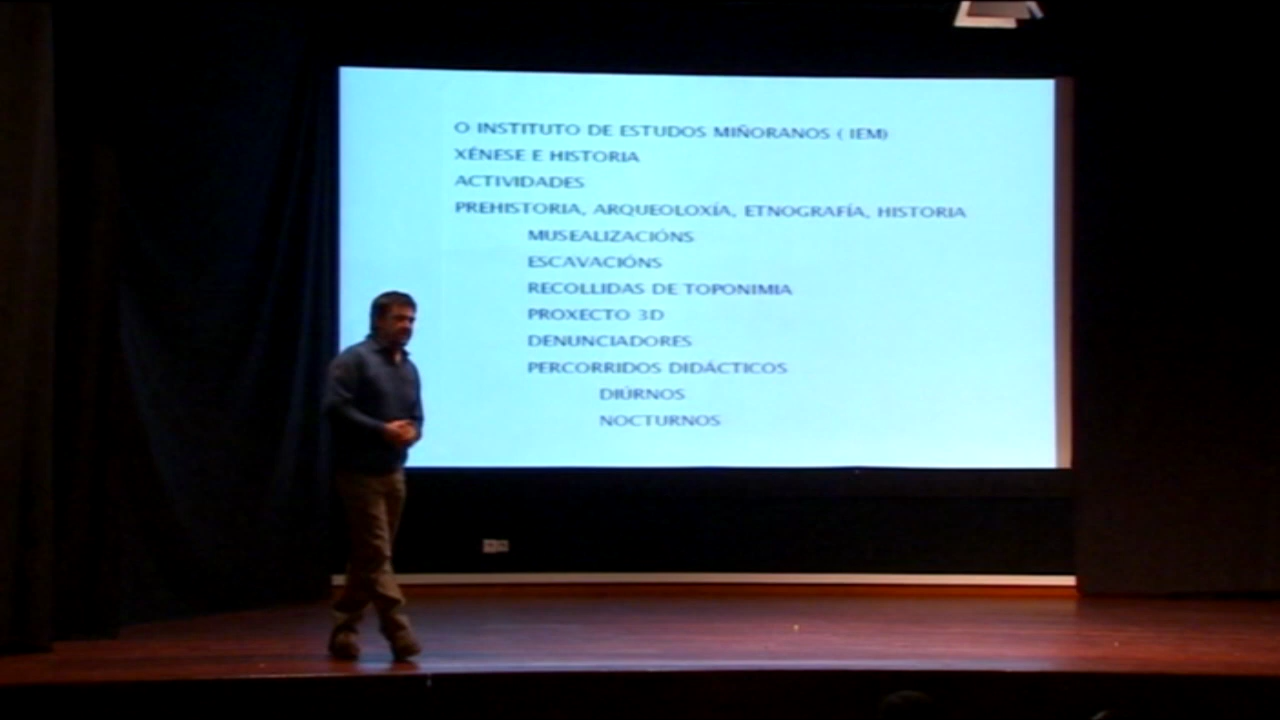 O INSTITUTO DE ESTUDOS MIÑORANOS ( IEM)
XÉNESE E HISTORIA
ACTIVIDADES
PREHISTORIA, ARQUEOLOXÍA, ETNOGRAFÍA, HISTORIA
MUSEALIZACIÓNS
ESCAVACIÓNS
RECOLLIDAS DE TOPONIMIA
PROXECTO 3D
DENUNCIADORES
PERCORRIDOS DIDÁCTICOS
DIÚRNOS
NOCTURNOS